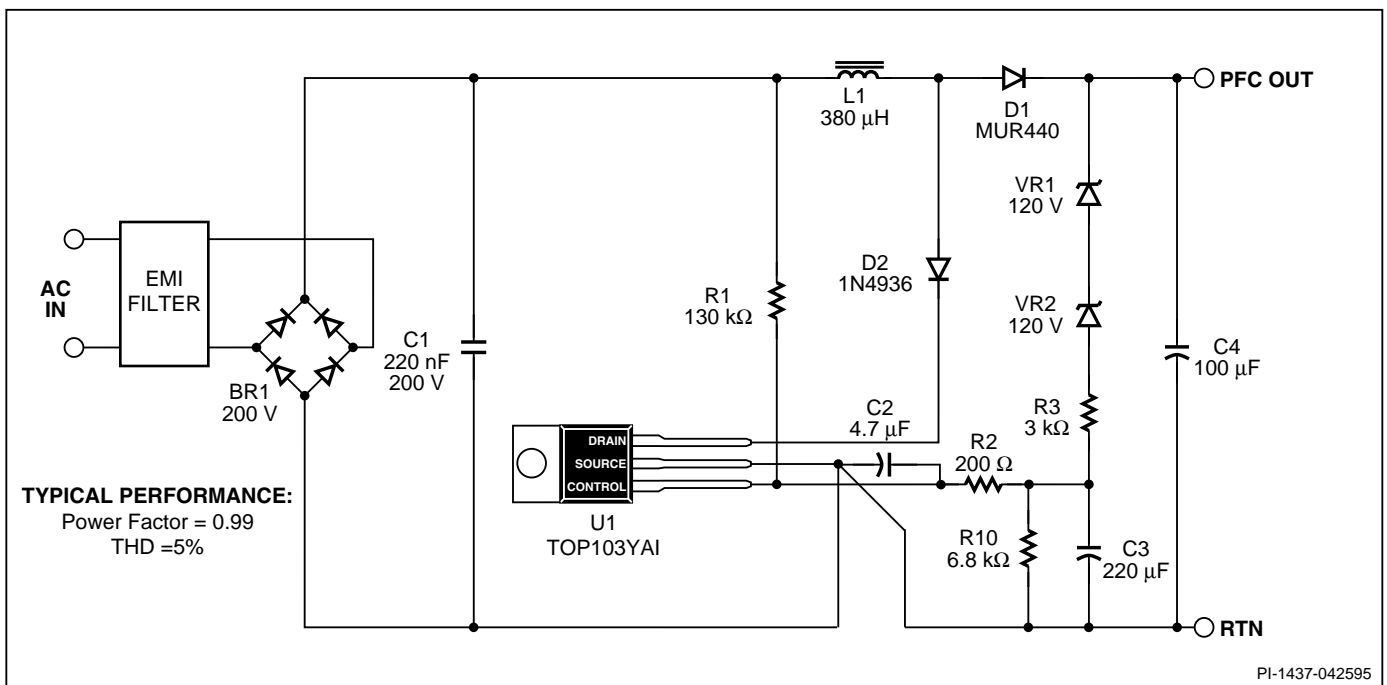 PFC OUT
L1
380 µH
D1
MUR440
VR1
120 V
D2
1N4936
EMI
FILTER
AC
IN
R1
130 kΩ
VR2
120 V
C1
220 nF
200 V
C4
100 µF
BR1
200 V
C2
4.7 µF
R3
3 kΩ
DRAIN
SOURCE
CONTROL
R2
200 Ω
TYPICAL PERFORMANCE:
Power Factor = 0.99
THD =5%
U1
TOP103YAI
R10
6.8 kΩ
C3
220 µF
RTN
PI-1437-042595